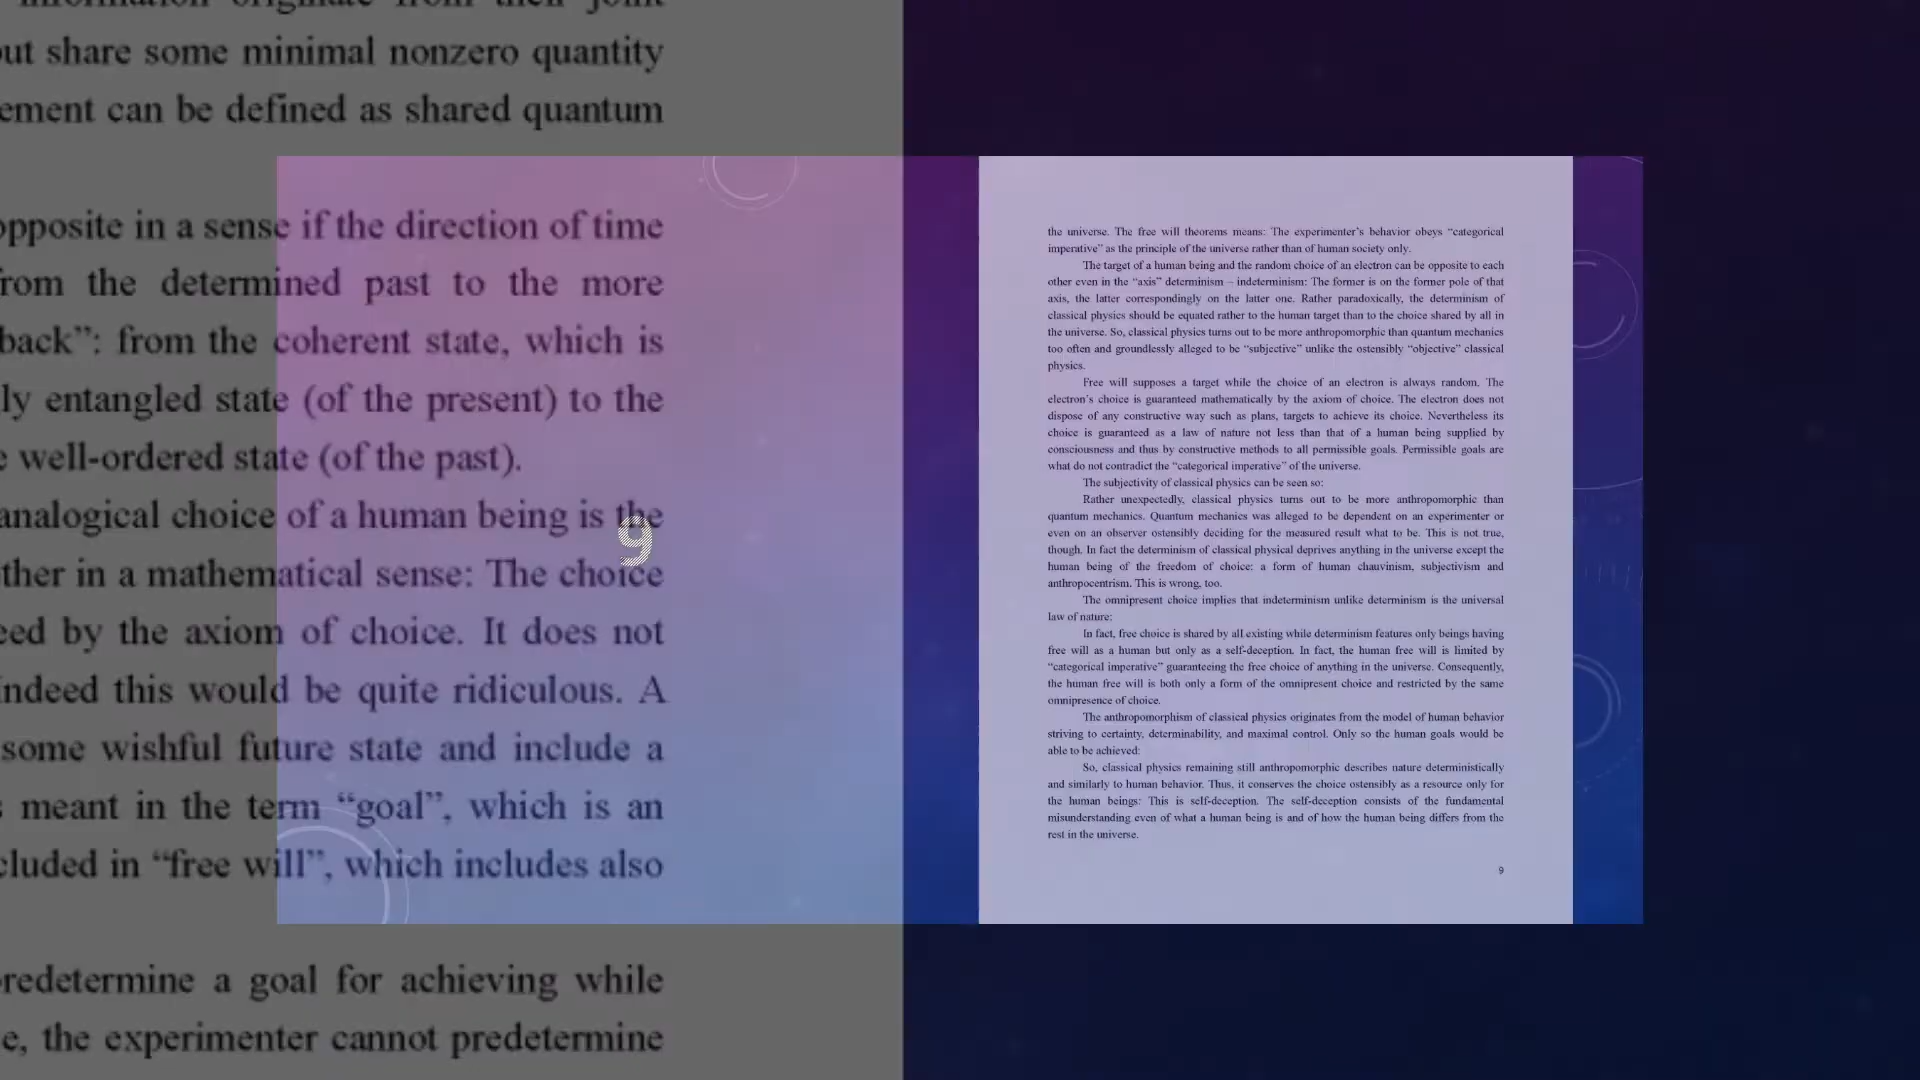 information originate from their joint
out share some minimal nonzero quantity
ement can be defined as shared quantum
opposite in a sense if the direction of time
from the determined past to the more
back”: from the coherent state, which is
ly entangled state (of the present) to the
well-ordered state (of the past).
analogical choice of a human being is the
ther in a mathematical sense: The choice
eed by the axiom of choice. It does not
indeed this would be quite ridiculous. A
some wishful future state and include a
meant in the term “goal”, which is an
cluded in “free will”, which includes also
redetermine a goal for achieving while
e, the experimenter cannot predetermine
9
the universe. The free will theorems means: The experimenter’s behavior obeys “categorical
imperative” as the principle of the universe rather than of human society only.
The target of a human being and the random choice of an electron can be opposite to each
other even in the “axis” determinism – indeterminism: The former is on the former pole of that
axis, the latter correspondingly on the latter one. Rather paradoxically, the determinism of
classical physics should be equated rather to the human target than to the choice shared by all in
the universe. So, classical physics turns out to be more anthropomorphic than quantum mechanics
too often and groundlessly alleged to be “subjective” unlike the ostensibly “objective” classical
physics.
Free will supposes a target while the choice of an electron is always random. The
electron’s choice is guaranteed mathematically by the axiom of choice. The electron does not
dispose of any constructive way such as plans, targets to achieve its choice. Nevertheless its
choice is guaranteed as a law of nature not less than that of a human being supplied by
consciousness and thus by constructive methods to all permissible goals. Permissible goals are
what do not contradict the “categorical imperative” of the universe.
The subjectivity of classical physics can be seen so:
Rather unexpectedly, classical physics turns out to be more anthropomorphic than
quantum mechanics. Quantum mechanics was alleged to be dependent on an experimenter or
even on an observer ostensibly deciding for the measured result what to be. This is not true,
though. In fact the determinism of classical physical deprives anything in the universe except the
human being of the freedom of choice: a form of human chauvinism, subjectivism and
anthropocentrism. This is wrong, too.
The omnipresent choice implies that indeterminism unlike determinism is the universal
law of nature:
In fact, free choice is shared by all existing while determinism features only beings having
free will as a human but only as a self-deception. In fact, the human free will is limited by
“categorical imperative” guaranteeing the free choice of anything in the universe. Consequently,
the human free will is both only a form of the omnipresent choice and restricted by the same
omnipresence of choice.
The anthropomorphism of classical physics originates from the model of human behavior
striving to certainty, determinability, and maximal control. Only so the human goals would be
able to be achieved:
So, classical physics remaining still anthropomorphic describes nature deterministically
and similarly to human behavior. Thus, it conserves the choice ostensibly as a resource only for
the human beings: This is self-deception. The self-deception consists of the fundamental
misunderstanding even of what a human being is and of how the human being differs from the
rest in the universe.
9